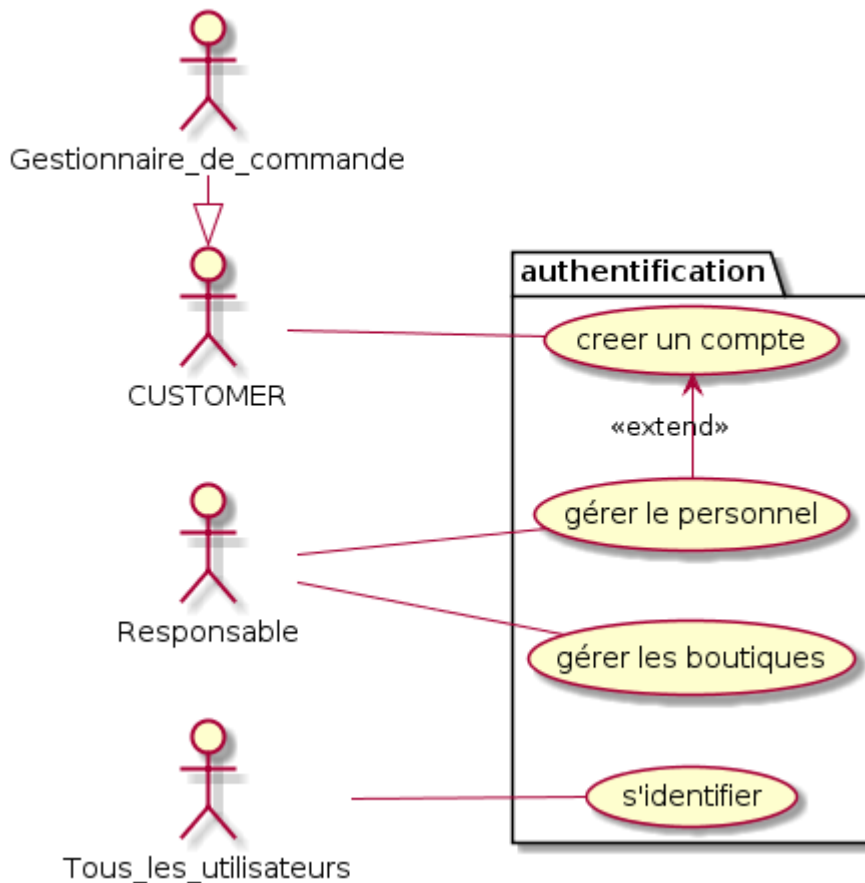 Gestionnaire_de_commande
authentification
creer un compte
CUSTOMER
«extend»
gérer le personnel
Responsable
gérer les boutiques
s'identifier
Tous_les_utilisateurs